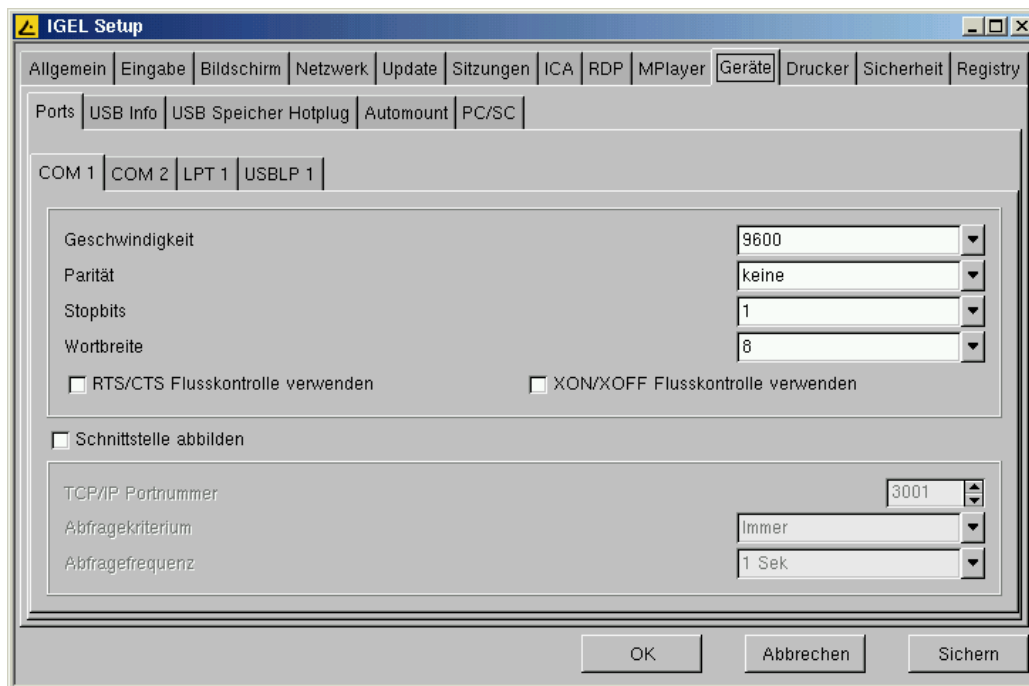 IGEL Setup
Allgemein Eingabe Bildschirm Netzwerk Update Sitzungen ICA RDP MPlayer Geräte Drucker Sicherheit Registry
Ports USB Info USB Speicher Hotplug Automount PC/SC
COM 1 COM 2 LPT 1 USBLP 1
Geschwindigkeit 9600
Parität keine
Stopbits 1
Wortbreite 8
RTS/CTS Flusskontrolle verwenden XON/XOFF Flusskontrolle verwenden
Schnittstelle abbilden
TCP/IP Portnummer 3001
Abfragekriterium Immer
Abfragefrequenz 1 Sek
OK Abbrechen Sichern